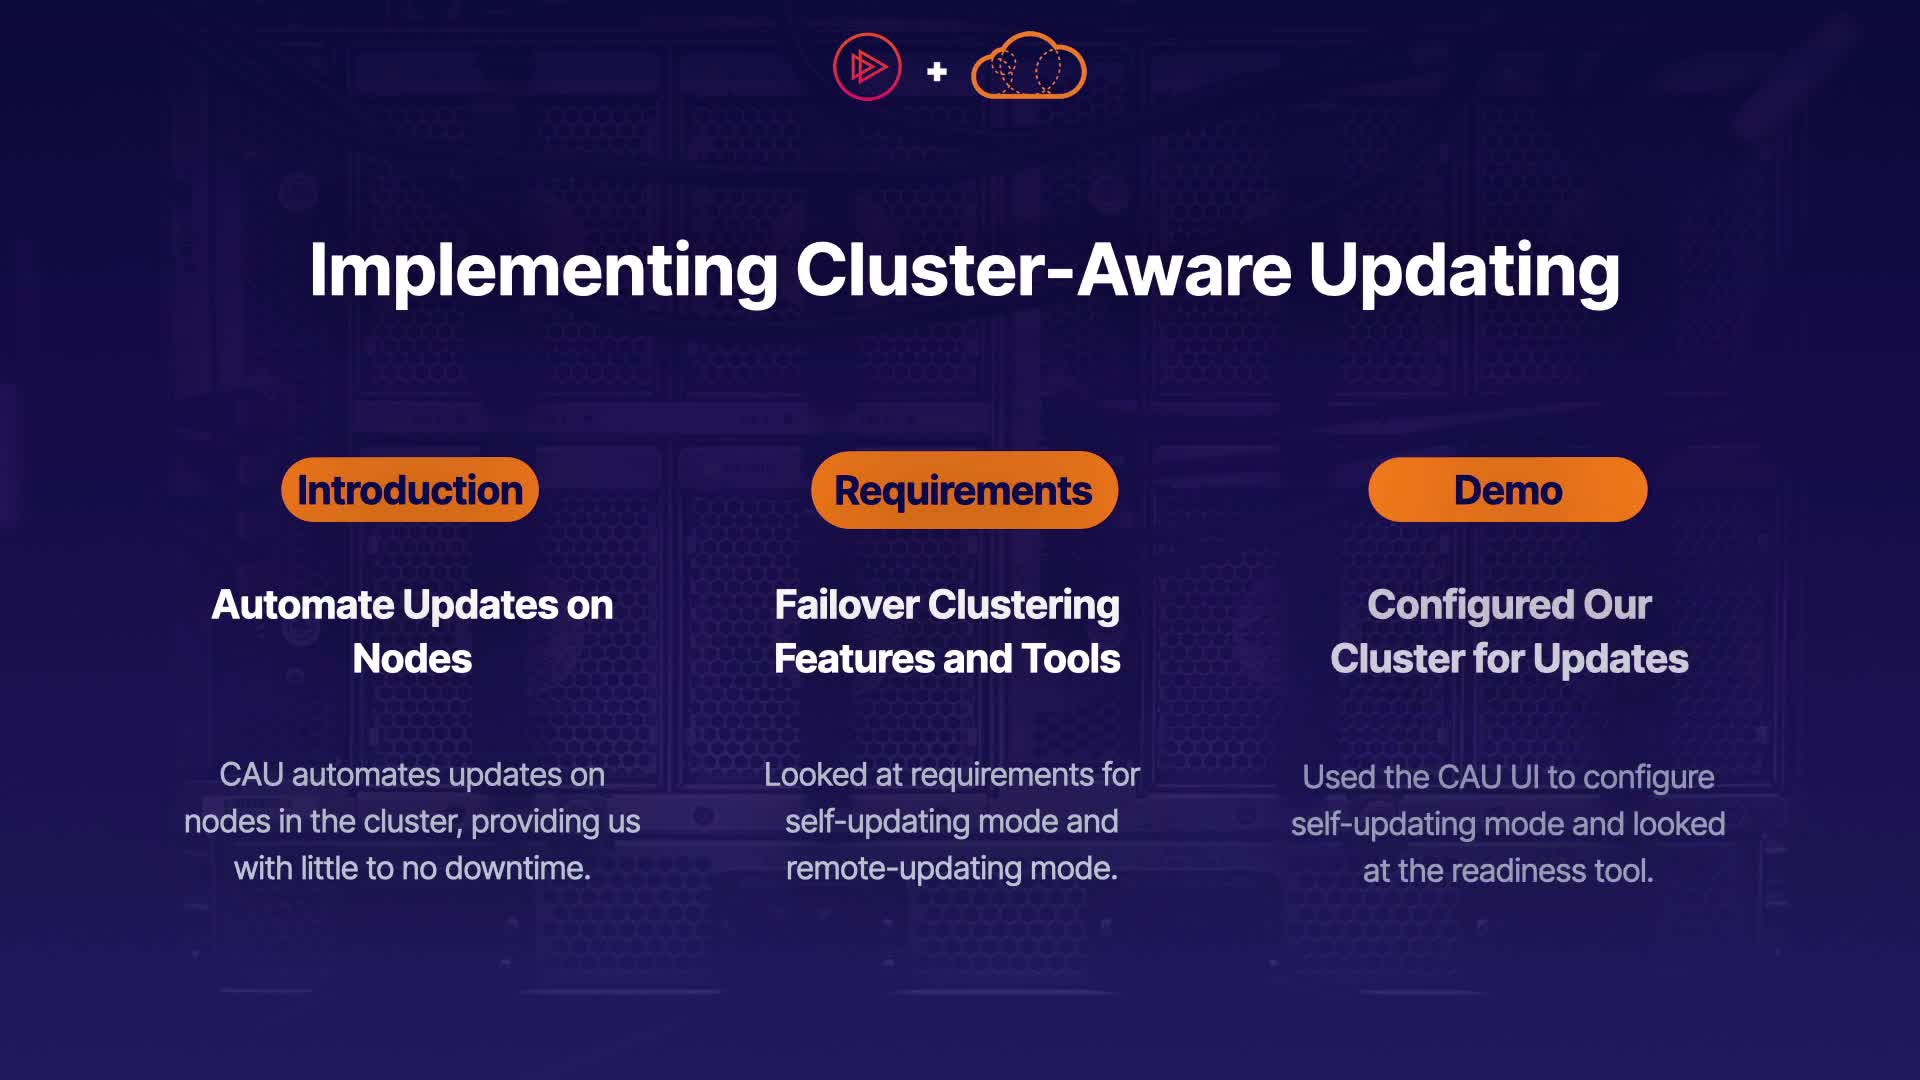 Implementing Cluster-Aware Updating
Introduction
Automate Updates on
Nodes
CAU automates updates on
nodes in the cluster, providing us
with little to no downtime.
Requirements
Failover Clustering
Features and Tools
Looked at requirements for
self-updating mode and
remote-updating mode.
Demo
Configured Our
Cluster for Updates
Used the CAU UI to configure
self-updating mode and looked
at the readiness tool.